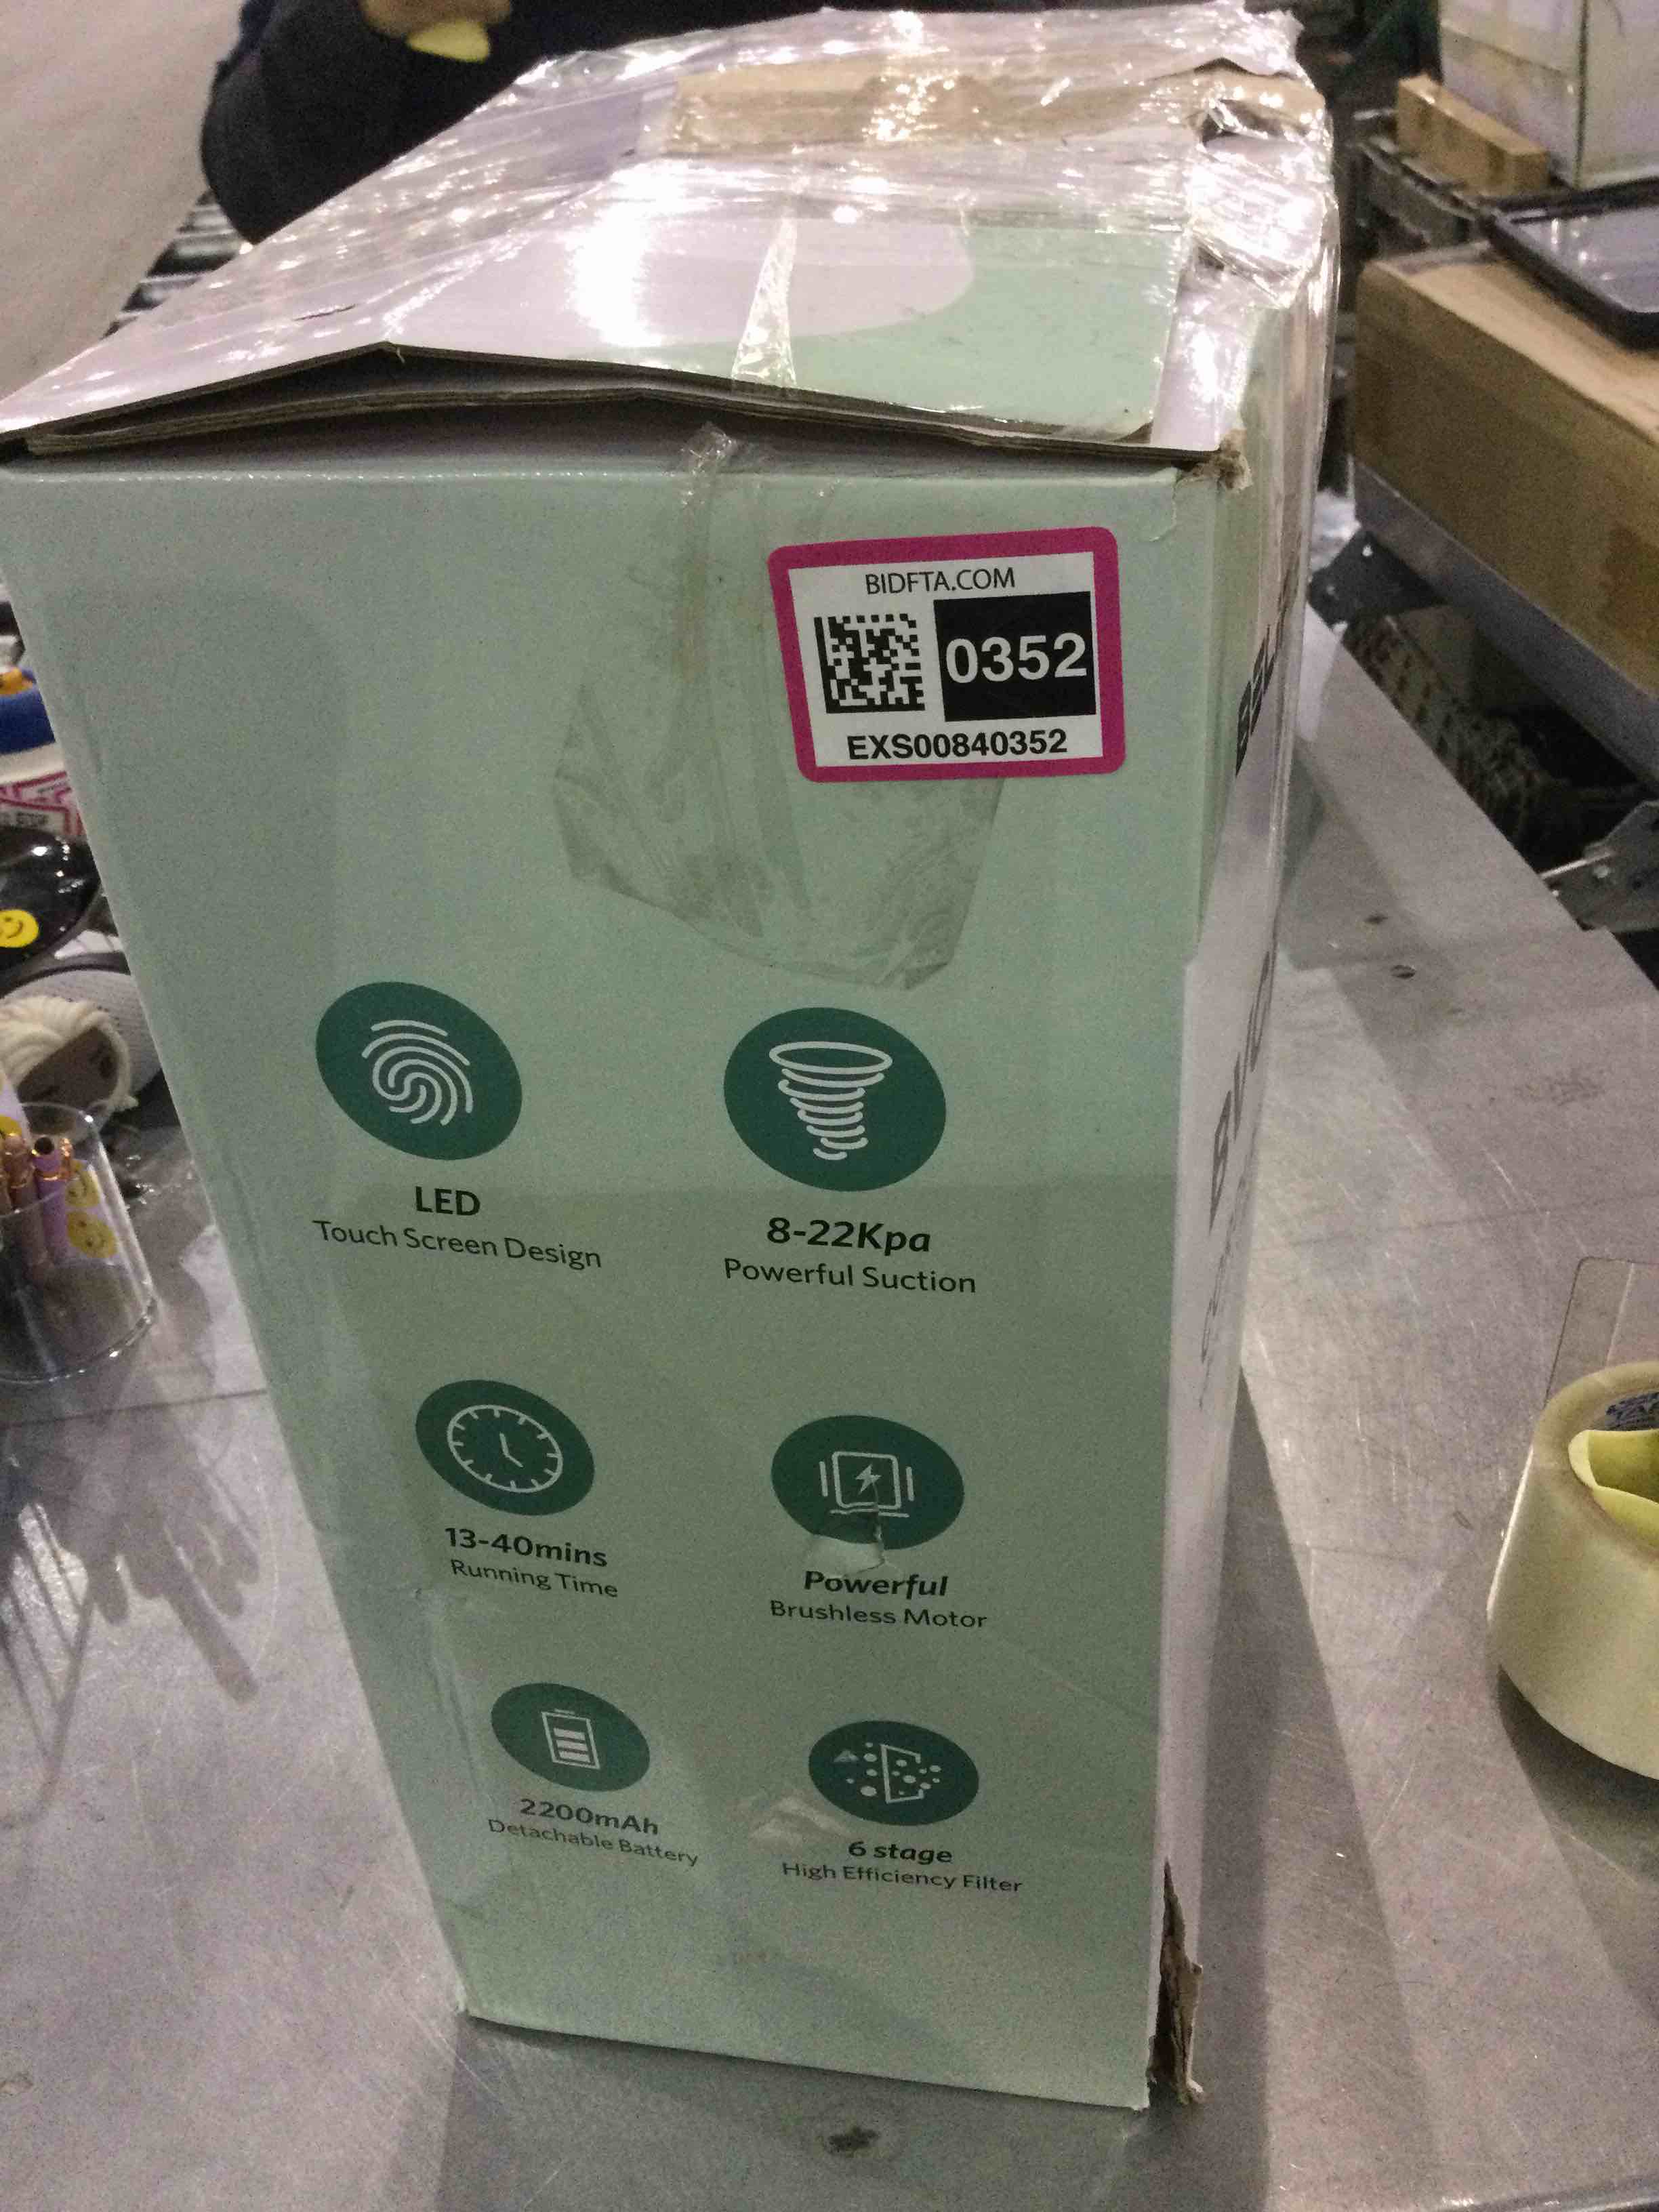 BIDFTA.COM
0352
EXS00840352
LED
Touch Screen Design
8-22Kpa
Powerful Suction
13-40mins
Running Time
Powerful
Brushless Motor
2200mAh
Detachable Battery
6 stage
High Efficiency Filter